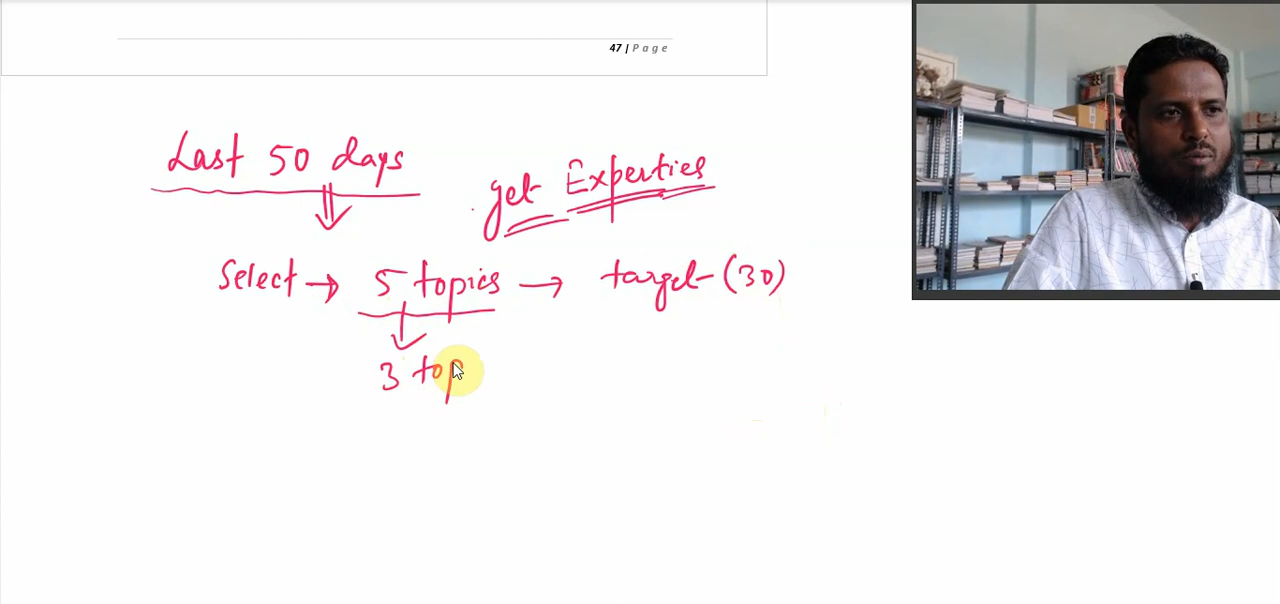 47 | Page
Last 50 days
get Experties
Select → 5 topics → target (30)
3 top